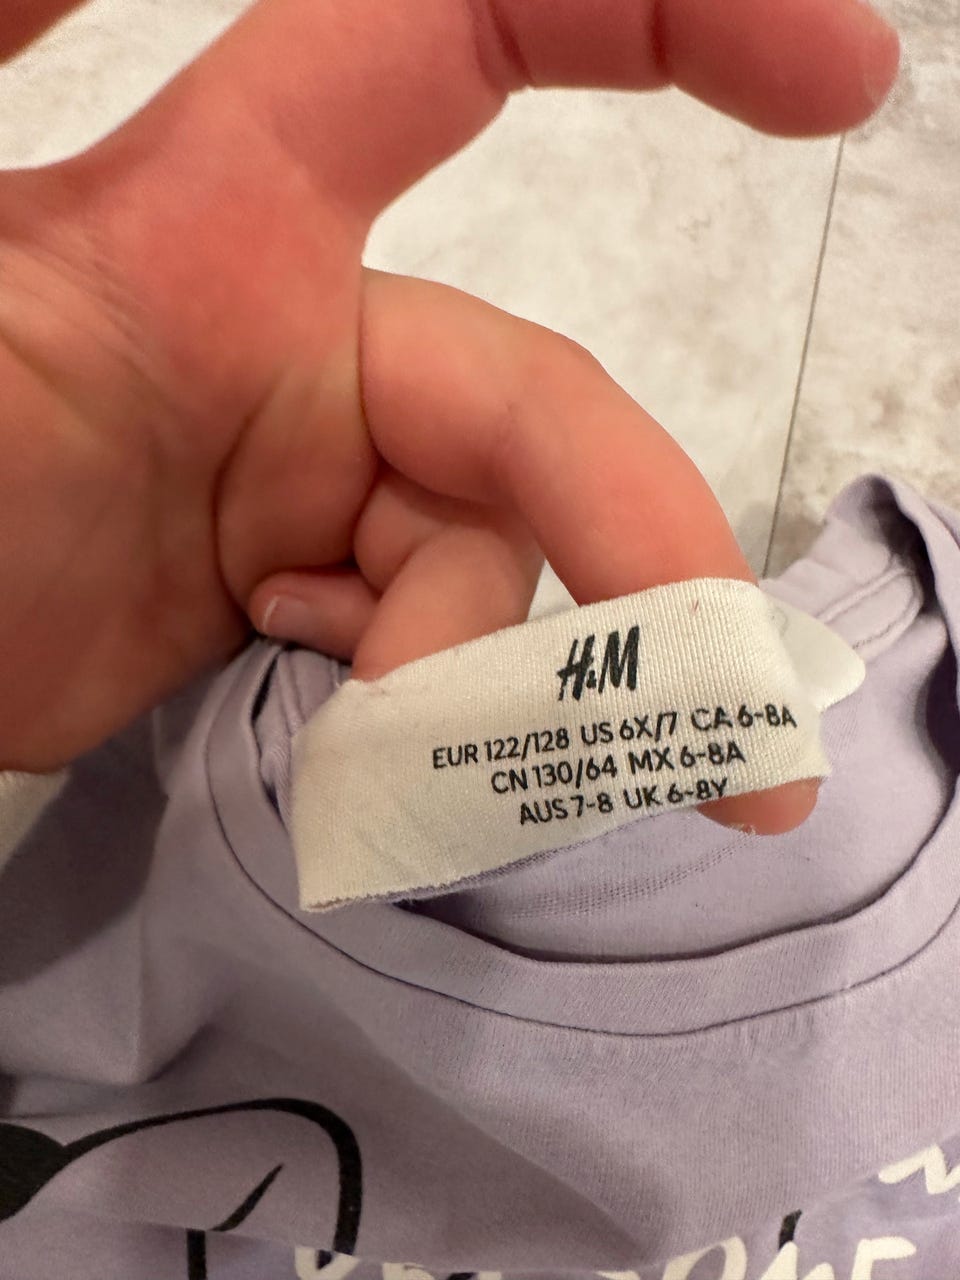 H&M
EUR 122/128 US 6X/7 CA 6-8A
CN 130/64 MX 6-8A
AUS 7-8 UK 6-8Y